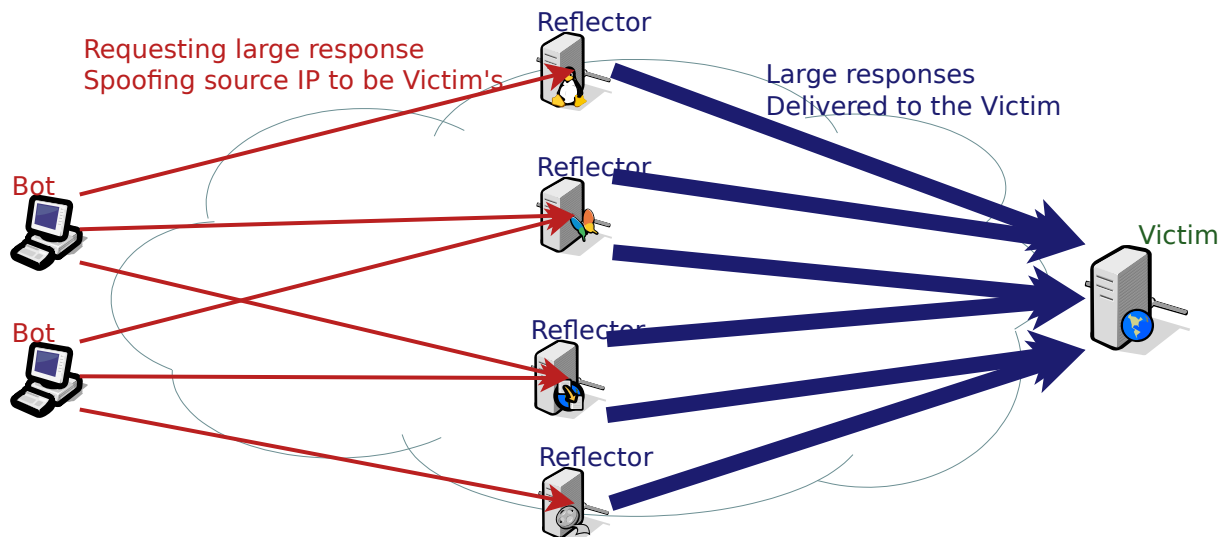 Reflector
Requesting large response
Spoofing source IP to be Victim's
Large responses
Delivered to the Victim
Reflector
Bot
Victim
Bot
Reflector
Reflector